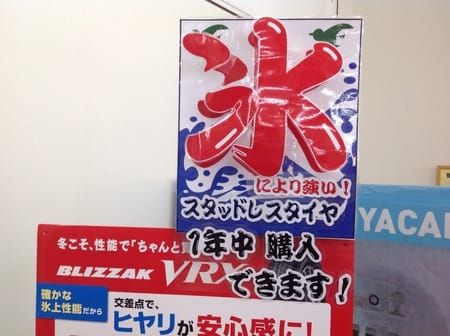 氷
により強い!
スタッドレスタイヤ
1年中 購入
できます!
冬こそ、性能で「ちゃんと
BLIZZAK VRX
確かな
氷上性能だから
交差点で、
ヒヤリが安心感に!
YACA